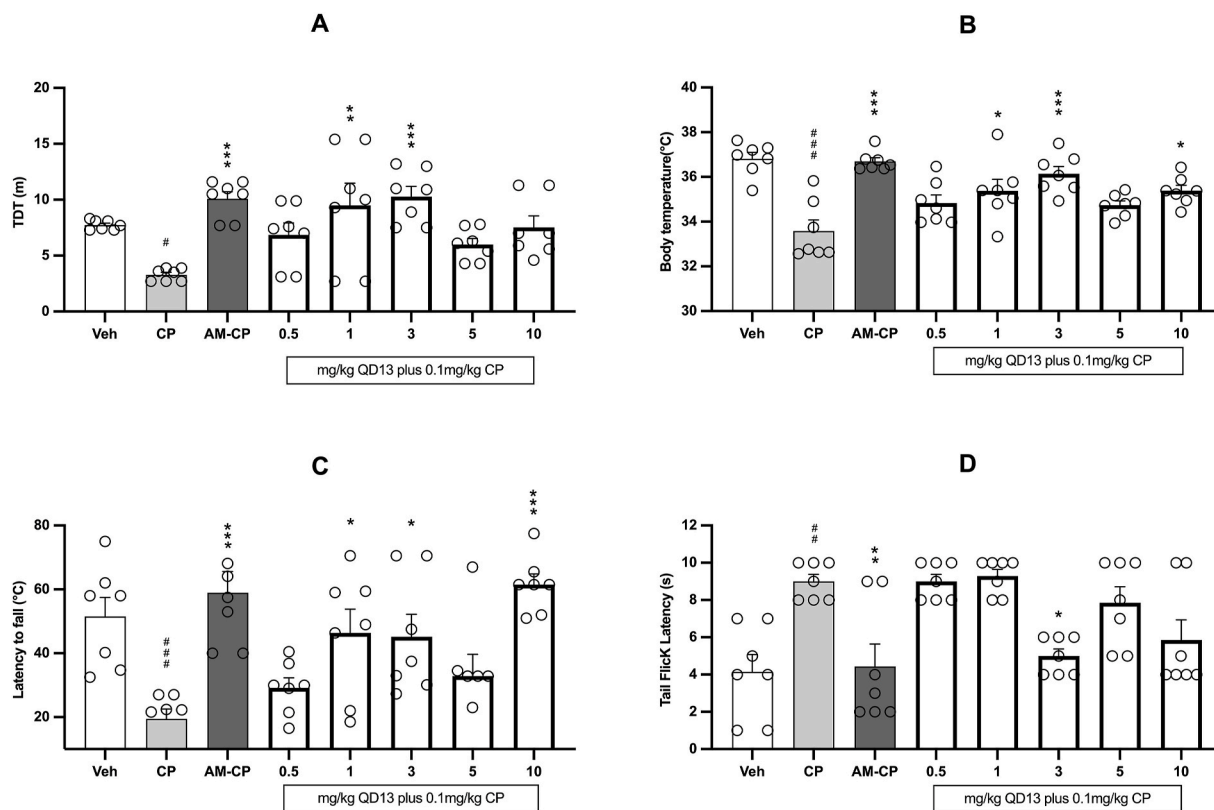 A
TDT (m)
20
15
10
5
0
#
***
**
***
Veh CP AM-CP 0.5 1 3 5 10
mg/kg QD13 plus 0.1mg/kg CP
B
Body temperature(°C)
40
38
36
34
32
30
###
***
*
***
*
Veh CP AM-CP 0.5 1 3 5 10
mg/kg QD13 plus 0.1mg/kg CP
C
Latency to fall (°C)
80
60
40
20
###
***
*
*
***
Veh CP AM-CP 0.5 1 3 5 10
mg/kg QD13 plus 0.1mg/kg CP
D
Tail FlicK Latency (s)
12
10
8
6
4
2
0
##
**
*
Veh CP AM-CP 0.5 1 3 5 10
mg/kg QD13 plus 0.1mg/kg CP